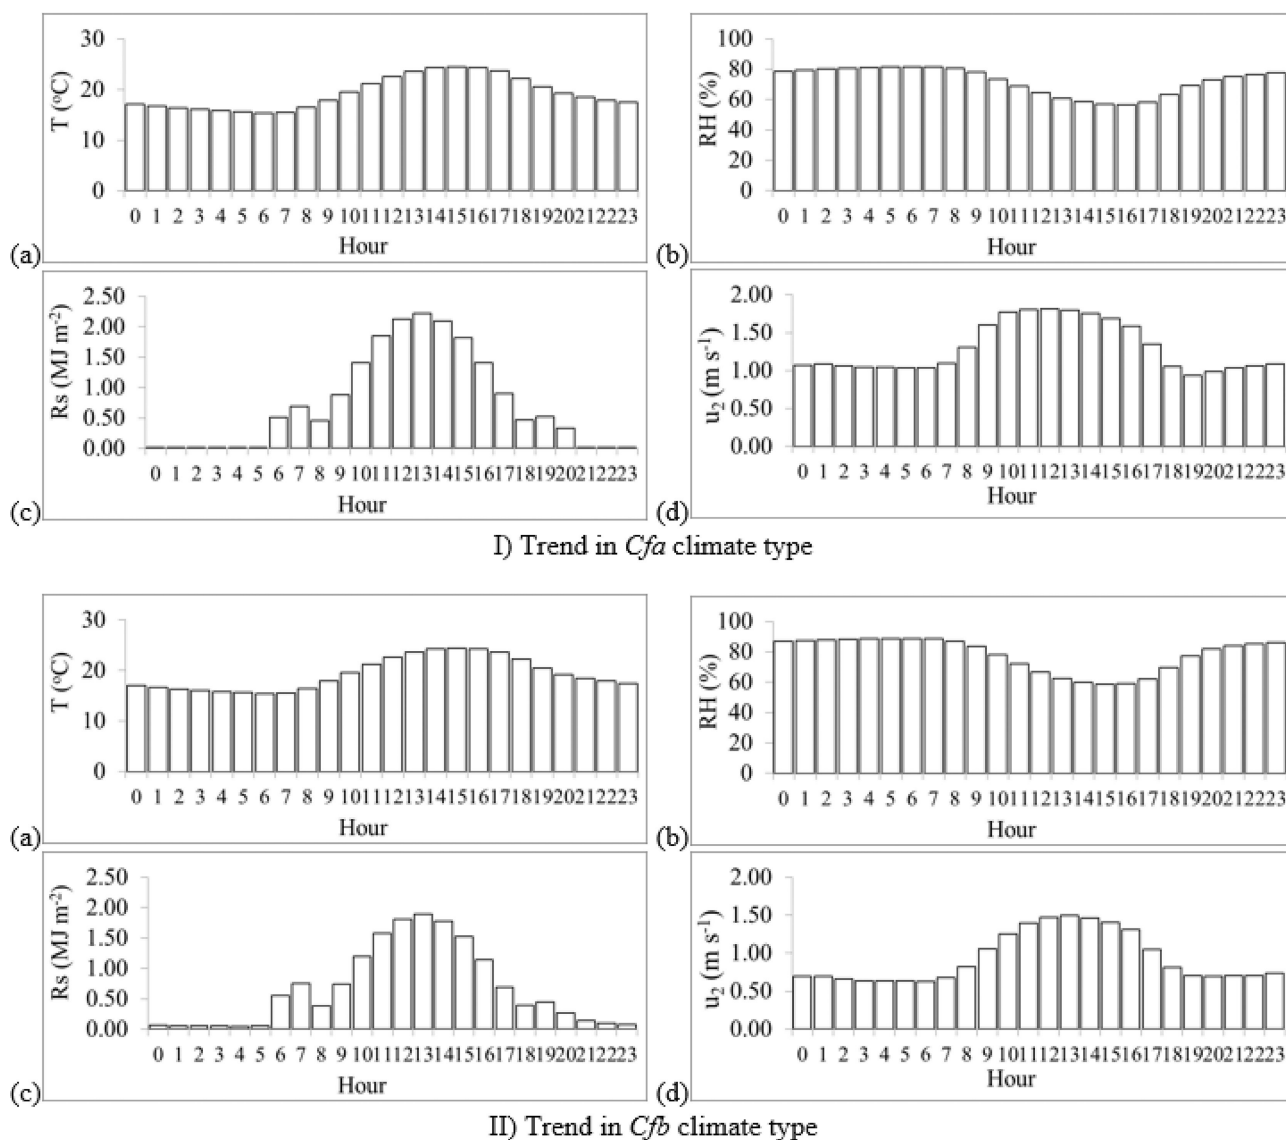 30
20
10
0
T (°C)
0 1 2 3 4 5 6 7 8 9 10 11 12 13 14 15 16 17 18 19 20 21 22 23
Hour
(a)
100
80
60
40
20
0
RH (%)
0 1 2 3 4 5 6 7 8 9 10 11 12 13 14 15 16 17 18 19 20 21 22 23
Hour
(b)
2.50
2.00
1.50
1.00
0.50
0.00
Rs (MJ m⁻²)
0 1 2 3 4 5 6 7 8 9 10 11 12 13 14 15 16 17 18 19 20 21 22 23
Hour
(c)
2.00
1.50
1.00
0.50
0.00
u₂ (m s⁻¹)
0 1 2 3 4 5 6 7 8 9 10 11 12 13 14 15 16 17 18 19 20 21 22 23
Hour
(d)
I) Trend in Cfa climate type
30
20
10
0
T (°C)
0 1 2 3 4 5 6 7 8 9 10 11 12 13 14 15 16 17 18 19 20 21 22 23
Hour
(a)
100
80
60
40
20
0
RH (%)
0 1 2 3 4 5 6 7 8 9 10 11 12 13 14 15 16 17 18 19 20 21 22 23
Hour
(b)
2.50
2.00
1.50
1.00
0.50
0.00
Rs (MJ m⁻²)
0 1 2 3 4 5 6 7 8 9 10 11 12 13 14 15 16 17 18 19 20 21 22 23
Hour
(c)
2.00
1.50
1.00
0.50
0.00
u₂ (m s⁻¹)
0 1 2 3 4 5 6 7 8 9 10 11 12 13 14 15 16 17 18 19 20 21 22 23
Hour
(d)
II) Trend in Cfb climate type